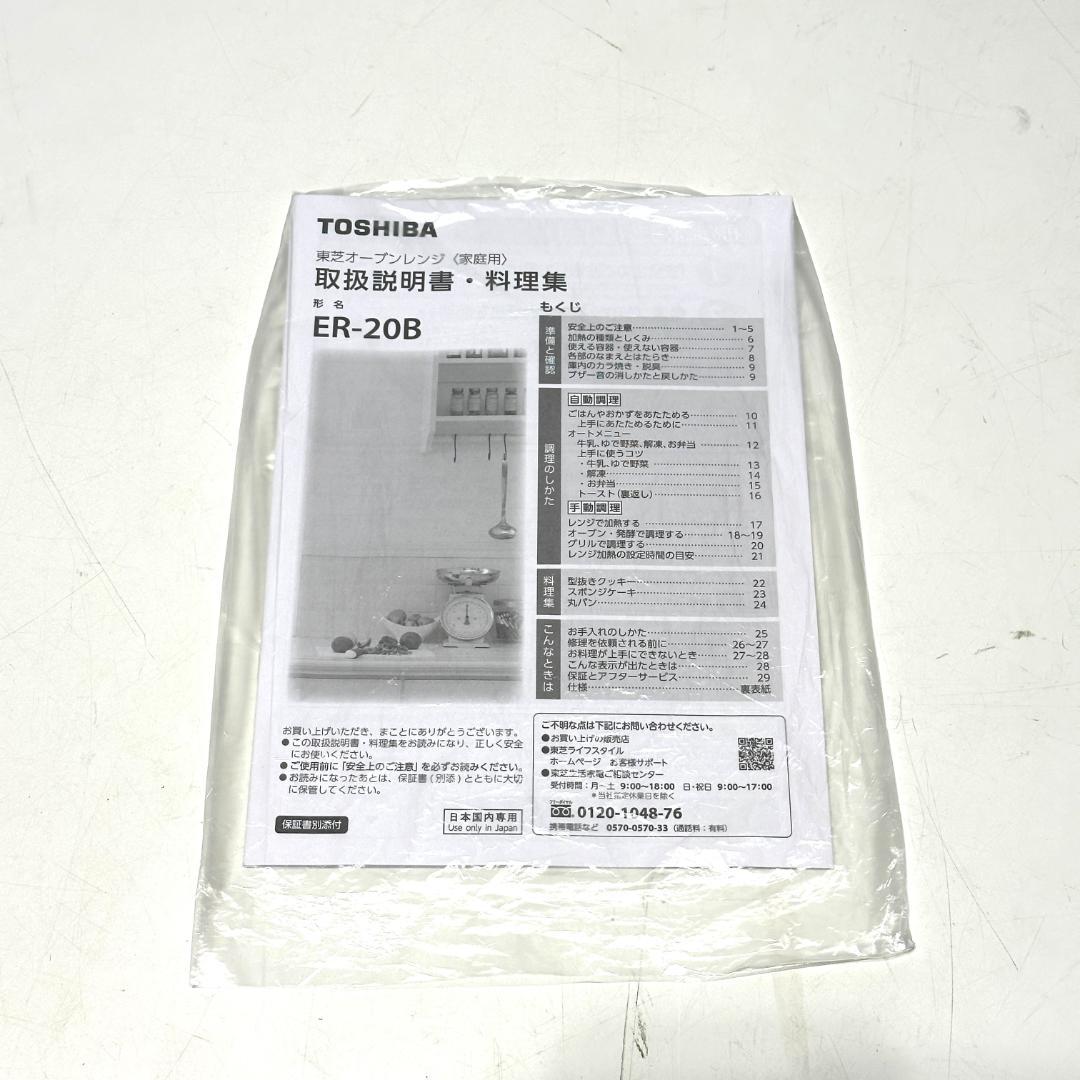 TOSHIBA
東芝オーブンレンジ〈家庭用〉
取扱説明書・料理集
形名
ER-20B
もくじ
準備と確認
安全上のご注意 1〜5
加熱の種類としくみ 6
使える容器・使えない容器 7
各部のなまえとはたらき 8
庫内のカラ焼き・脱臭 9
ブザー音の消しかたと戻しかた 9
調理のしかた
自動調理
ごはんやおかずをあたためる 10
上手にあたためるために 11
オートメニュー
牛乳、ゆで野菜、解凍、お弁当 12
上手に使うコツ
・牛乳、ゆで野菜 13
・解凍 14
・お弁当 15
トースト(裏返し) 16
手動調理
レンジで加熱する 17
オーブン・発酵で調理する 18〜19
グリルで調理する 20
レンジ加熱の設定時間の目安 21
料理集
型抜きクッキー 22
スポンジケーキ 23
丸パン 24
こんなときは
お手入れのしかた 25
修理を依頼される前に 26〜27
お料理が上手にできないとき 27〜28
こんな表示が出たときは 28
保証とアフターサービス 29
仕様 裏表紙
お買い上げいただき、まことにありがとうございます。
●この取扱説明書・料理集をお読みになり、正しく安全
にお使いください。
●ご使用前に「安全上のご注意」を必ずお読みください。
●お読みになったあとは、保証書(別添)とともに大切
に保管してください。
保証書別添付
日本国内専用
Use only in Japan
ご不明な点は下記にお問い合わせください。
●お買い上げの販売店
●東芝ライフスタイル
ホームページ お客様サポート
●東芝生活家電ご相談センター
受付時間:月〜土 9:00〜18:00 日・祝日 9:00〜17:00
*当社指定休業日を除く
フリーダイヤル
0120-1048-76
携帯電話など 0570-0570-33 (通話料:有料)